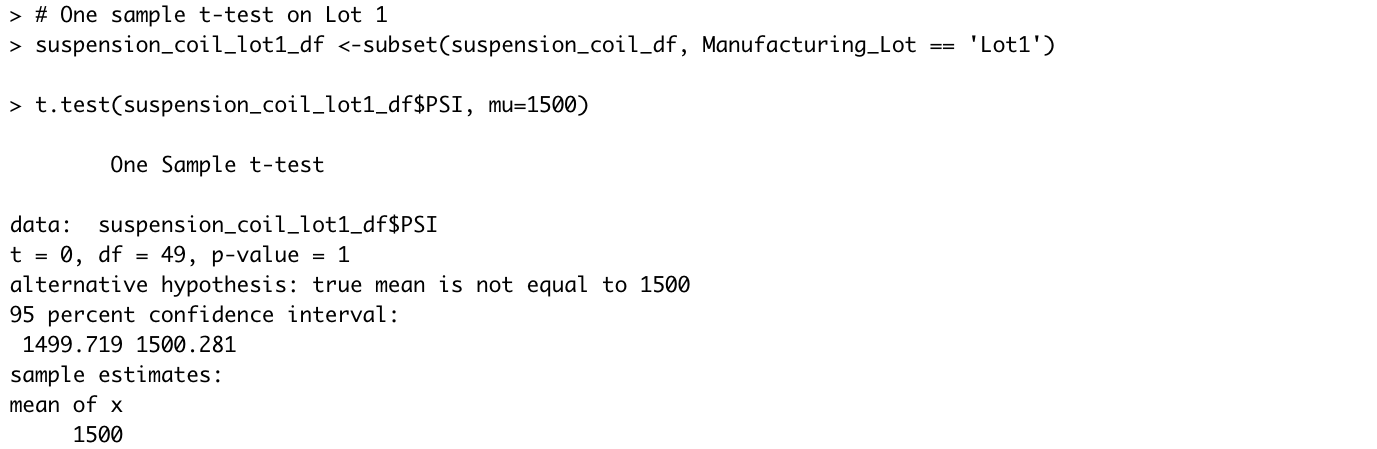 > # One sample t-test on Lot 1
> suspension_coil_lot1_df <-subset(suspension_coil_df, Manufacturing_Lot == 'Lot1')
> t.test(suspension_coil_lot1_df$PSI, mu=1500)
One Sample t-test
data:  suspension_coil_lot1_df$PSI
t = 0, df = 49, p-value = 1
alternative hypothesis: true mean is not equal to 1500
95 percent confidence interval:
1499.719 1500.281
sample estimates:
mean of x
1500